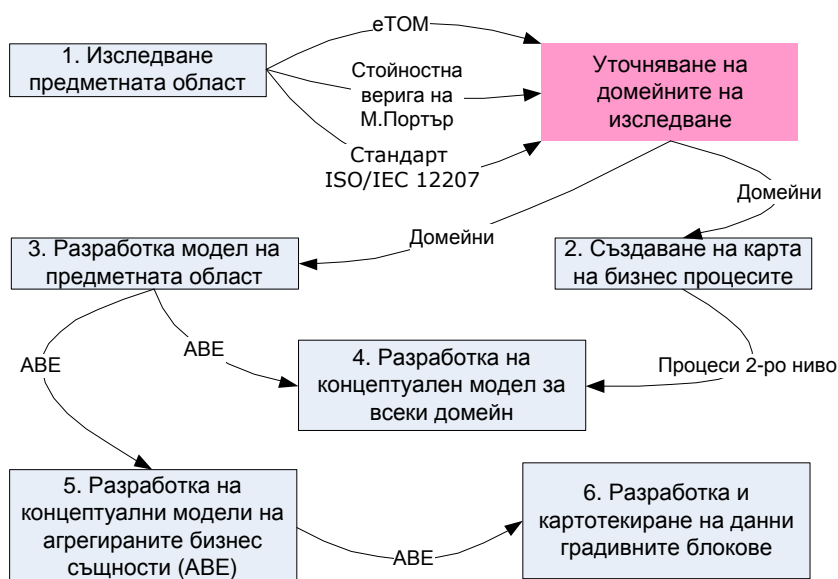 eTOM
1. Изследване
предметната област
Стойностна
верига на
М.Портър
Стандарт
ISO/IEC 12207
Уточняване на
домейните на
изследване
Домейни
Домейни
3. Разработка модел на
предметната област
2. Създаване на карта
на бизнес процесите
ABE
ABE
4. Разработка на
концептуален модел за
всеки домейн
Процеси 2-ро ниво
5. Разработка на
концептуални модели на
агрегираните бизнес
същности (ABE)
ABE
6. Разработка и
картотекиране на данни
градивните блокове